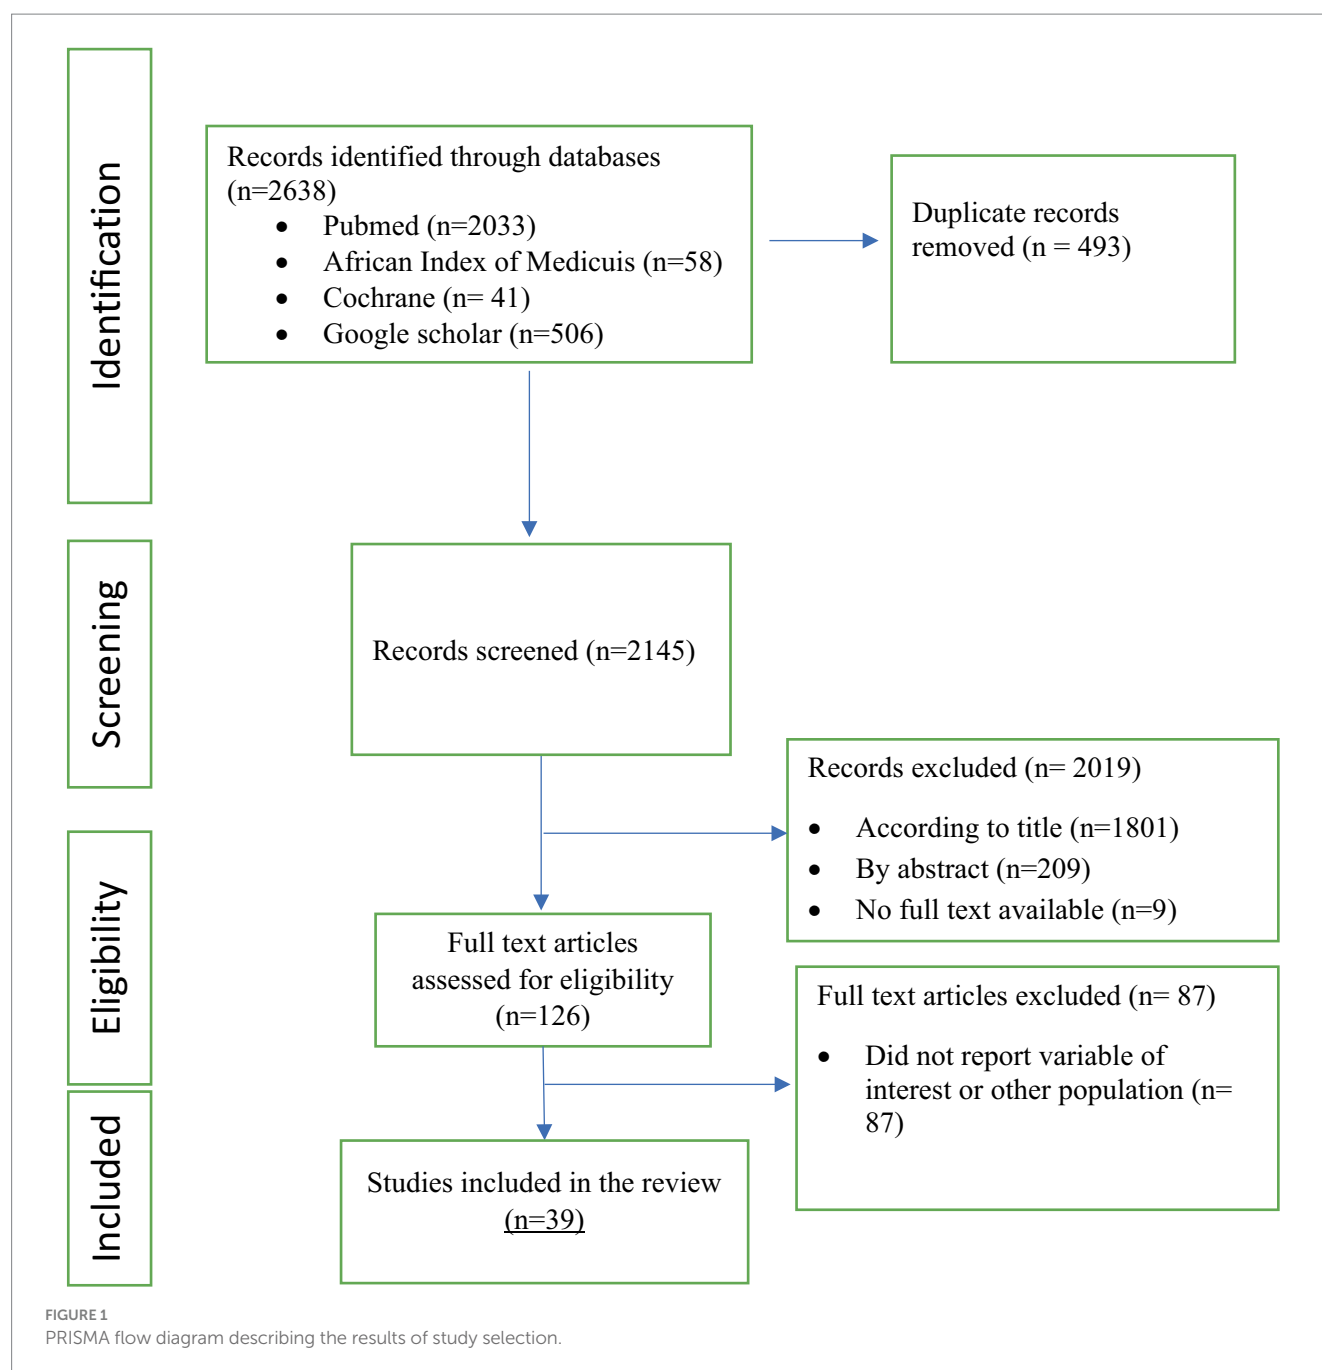 Identification
Records identified through databases
(n=2638)
• Pubmed (n=2033)
• African Index of Medicuis (n=58)
• Cochrane (n= 41)
• Google scholar (n=506)
Duplicate records
removed (n = 493)
Screening
Records screened (n=2145)
Records excluded (n= 2019)
• According to title (n=1801)
• By abstract (n=209)
• No full text available (n=9)
Eligibility
Full text articles
assessed for eligibility
(n=126)
Full text articles excluded (n= 87)
• Did not report variable of
interest or other population (n=
87)
Included
Studies included in the review
(n=39)
FIGURE 1
PRISMA flow diagram describing the results of study selection.